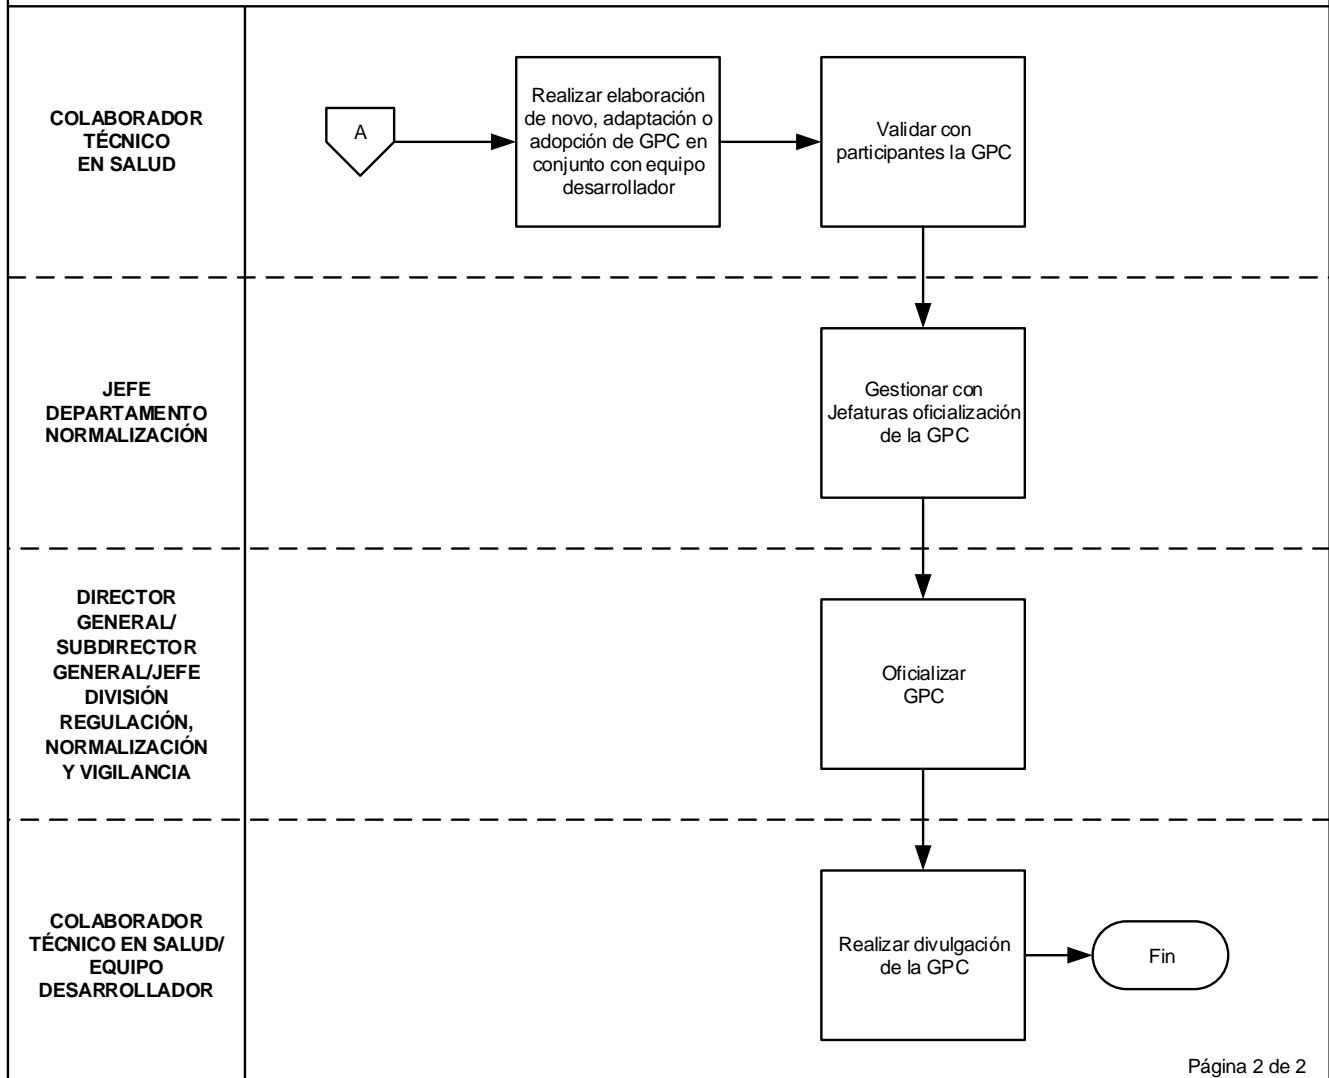 COLABORADOR
TÉCNICO
EN SALUD
A
Realizar elaboración
de novo, adaptación o
adopción de GPC en
conjunto con equipo
desarrollador
Validar con
participantes la GPC
JEFE
DEPARTAMENTO
NORMALIZACIÓN
Gestionar con
Jefaturas oficialización
de la GPC
DIRECTOR
GENERAL/
SUBDIRECTOR
GENERAL/JEFE
DIVISIÓN
REGULACIÓN,
NORMALIZACIÓN
Y VIGILANCIA
Oficializar
GPC
COLABORADOR
TÉCNICO EN SALUD/
EQUIPO
DESARROLLADOR
Realizar divulgación
de la GPC
Fin
Página 2 de 2